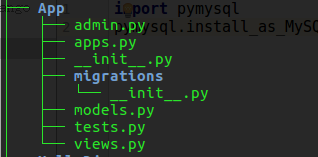 App
import pymysql
admin.py
apps.py
__init__.py
migrations
__init__.py
models.py
tests.py
views.py